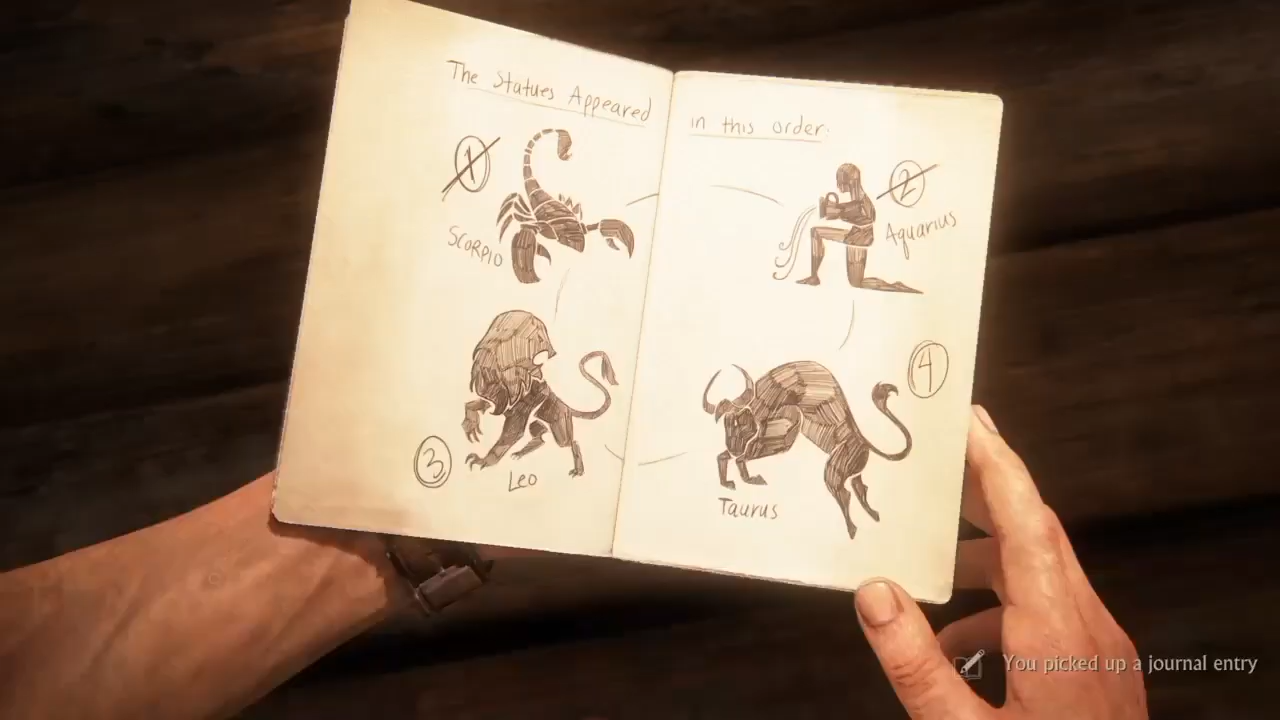 The Statues Appeared in this order:
1
SCORPIO
2
Aquarius
3
Leo
4
Taurus
You picked up a journal entry